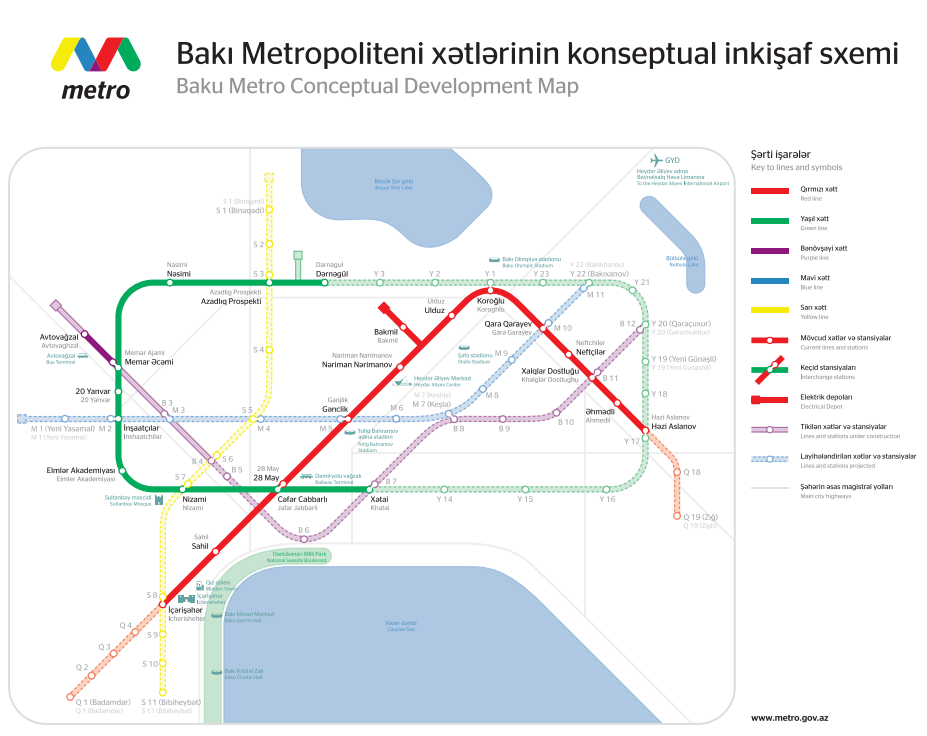 metro
Bakı Metropoliteni xətlərinin konseptual inkişaf sxemi
Baku Metro Conceptual Development Map
Şərti işarələr
Key to lines and symbols
Qırmızı xətt
Red line
Yaşıl xətt
Green line
Bənövşəyi xətt
Purple line
Mavi xətt
Blue line
Sarı xətt
Yellow line
Mövcud xətlər və stansiyalar
Current lines and stations
Keçid stansiyaları
Interchange stations
Elektrik deposları
Electrical Depot
Tikilən xətlər və stansiyalar
Lines and stations under construction
Layihələndirilən xətlər və stansiyalar
Lines and stations projected
Şəhərin əsas magistral yolları
Main city highways
www.metro.gov.az
GYD
Heydər Əliyev adına
Beynəlxalq Hava Limanına
To the Heydar Aliyev International Airport
Böyük Şor gölü
Bülbülə gölü
Bulbula Lake
S 1 (Binagadi)
S 1 (Binəqədi)
S 2
S 3
Nasimi
Nəsimi
Azadliq Prospekti
Azadlıq Prospekti
Darnagul
Dərnəgül
Y 3
Y 2
Y 1
Bakı Olimpiya stadionu
Baku Olympic Stadium
Y 23
Y 22 (Bakikhanov)
Y 22 (Bakıxanov)
Y 21
M 11
Koroğlu
Koroghlu
Ulduz
Ulduz
Bakmil
Bakmil
Qara Qarayev
Gara Garayev
M 10
B 12
Y 20 (Qaraçuxur)
Y 20 (Garachukhur)
Avtovağzal
Avtovaghzal
Avtovağzal
Bus Terminal
Memar Ajami
Memar Əcəmi
S 4
Nariman Narimanov
Nəriman Nərimanov
Şəfa stadionu
Shafa Stadium
M 9
Neftchiler
Neftçilər
Xalqlar Dostluğu
Khalglar Dostlughu
B 11
Y 19 (Yeni Günəşli)
Y 19 (Yeni Gunashli)
Heydər Əliyev Mərkəzi
Heydar Aliyev Center
20 Yanvar
20 Yanvar
M 7 (Keshla)
M 7 (Keşlə)
M 8
Y 18
B 3
M 3
S 5
M 4
Ganjlik
Gənclik
M 5
M 6
B 8
B 9
B 10
Əhmədli
Ahmedli
Hazi Aslanov
Həzi Aslanov
Y 17
M 1 (Yeni Yasamal)
M 1 (Yeni Yasamal)
M 2
İnşaatçılar
Inshaatchilar
Tofiq Bəhramov
adına stadion
Tofig Bahramov
Stadium
B 4
S 6
B 5
Elmlər Akademiyası
Elmler Akademiyasi
S 7
28 May
28 May
Dəmiryolu vağzalı
Railway Terminal
B 7
Q 18
Nizami
Nizami
Cəfər Cabbarlı
Jafar Jabbarli
Xətai
Khatai
Y 14
Y 15
Y 16
Q 19 (Zığ)
Q 19 (Zigh)
B 6
Sahil
Sahil
Dənizkənarı Milli Park
National Seaside Boulevard
Qız qalası
Maiden Tower
İçərişəhər
Icherisheher
S 8
İçərişəhər
Icherisheher
Bakı İdman Mərkəzi
Baku Sports Hall
Xəzər dənizi
Caspian Sea
Q 4
S 9
Q 3
Q 2
S 10
Bakı Kristal Zalı
Baku Crystal Hall
Q 1 (Badamdar)
Q 1 (Badamdar)
S 11 (Bibiheybət)
S 11 (Bibiheybat)